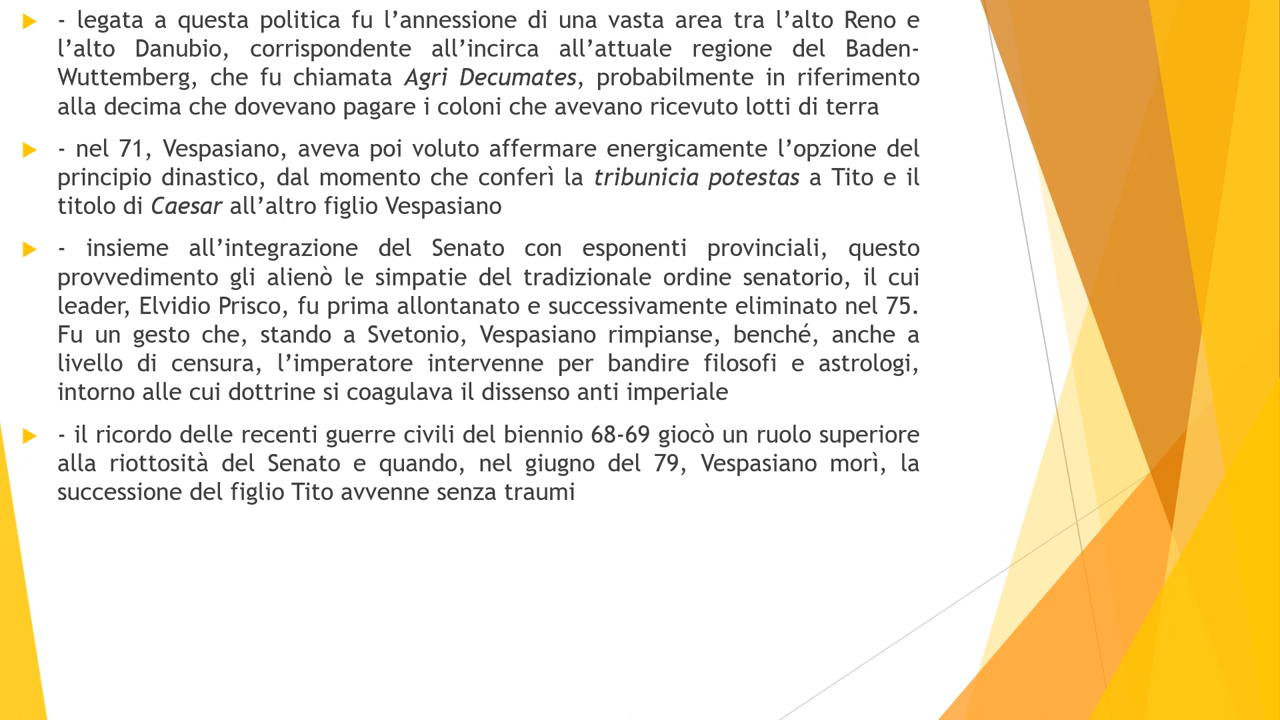 - legata a questa politica fu l’annessione di una vasta area tra l’alto Reno e
l’alto Danubio, corrispondente all’incirca all’attuale regione del Baden-
Wuttemberg, che fu chiamata Agri Decumates, probabilmente in riferimento
alla decima che dovevano pagare i coloni che avevano ricevuto lotti di terra
- nel 71, Vespasiano, aveva poi voluto affermare energicamente l’opzione del
principio dinastico, dal momento che conferì la tribunicia potestas a Tito e il
titolo di Caesar all’altro figlio Vespasiano
- insieme all’integrazione del Senato con esponenti provinciali, questo
provvedimento gli alienò le simpatie del tradizionale ordine senatorio, il cui
leader, Elvidio Prisco, fu prima allontanato e successivamente eliminato nel 75.
Fu un gesto che, stando a Svetonio, Vespasiano rimpianse, benché, anche a
livello di censura, l’imperatore intervenne per bandire filosofi e astrologi,
intorno alle cui dottrine si coagulava il dissenso anti imperiale
- il ricordo delle recenti guerre civili del biennio 68-69 giocò un ruolo superiore
alla riottosità del Senato e quando, nel giugno del 79, Vespasiano morì, la
successione del figlio Tito avvenne senza traumi